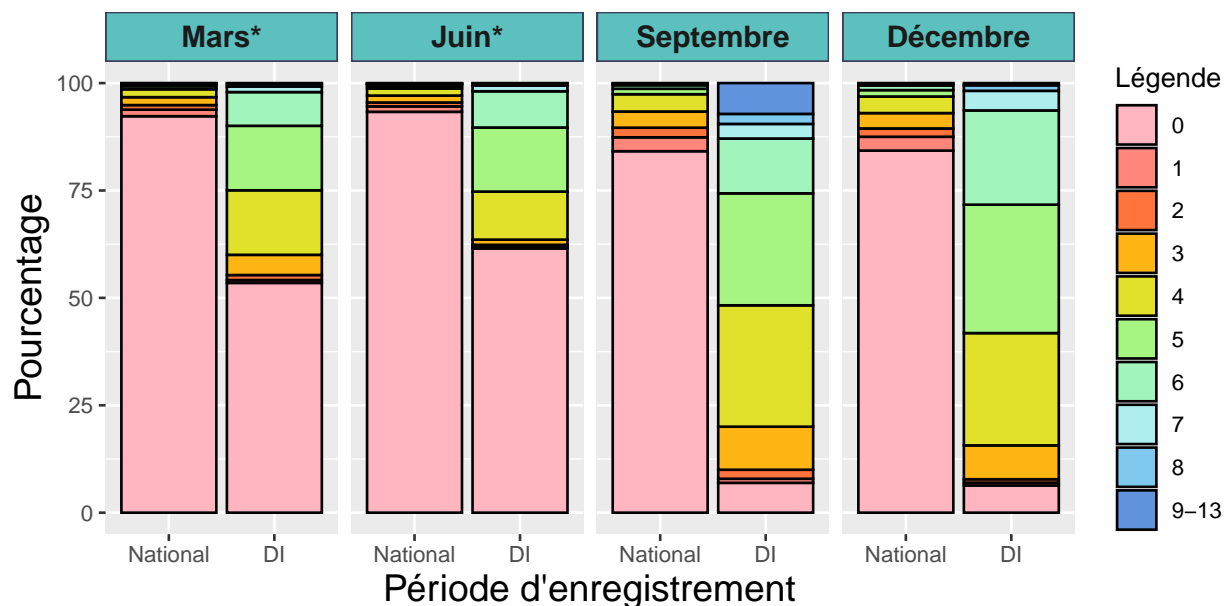 Mars*
Juin*
Septembre
Décembre
Pourcentage
100
75
50
25
0
National
DI
National
DI
National
DI
National
DI
Période d'enregistrement
Légende
0
1
2
3
4
5
6
7
8
9−13